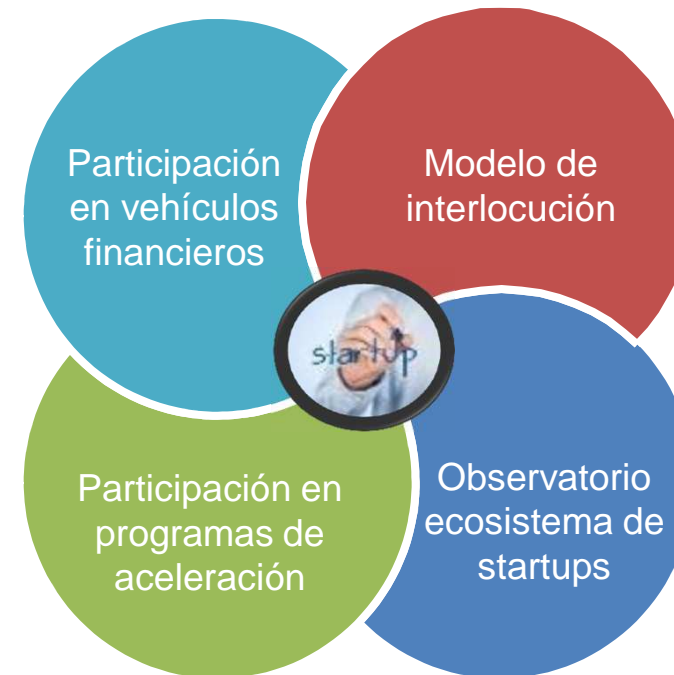 Participación
en vehículos
financieros
Modelo de
interlocución
startup
Participación en
programas de
aceleración
Observatorio
ecosistema de
startups